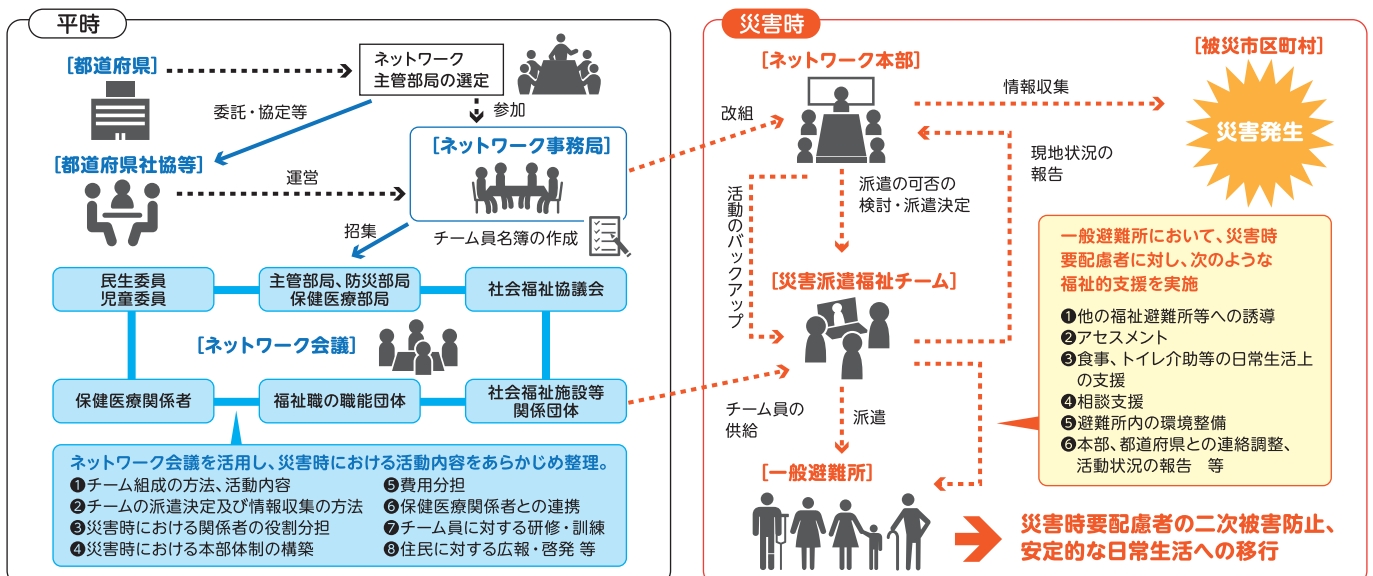 平時
[都道府県]
ネットワーク
主管部局の選定
委託・協定等
参加
[都道府県社協等]
[ネットワーク事務局]
運営
招集
チーム員名簿の作成
民生委員
児童委員
主管部局、防災部局
保健医療部局
社会福祉協議会
[ネットワーク会議]
保健医療関係者
福祉職の職能団体
社会福祉施設等
関係団体
ネットワーク会議を活用し、災害時における活動内容をあらかじめ整理。
❶チーム組成の方法、活動内容
❷チームの派遣決定及び情報収集の方法
❸災害時における関係者の役割分担
❹災害時における本部体制の構築
❺費用分担
❻保健医療関係者との連携
❼チーム員に対する研修・訓練
❽住民に対する広報・啓発 等
災害時
[ネットワーク本部]
[被災市区町村]
改組
情報収集
災害発生
現地状況の
報告
派遣の可否の
検討・派遣決定
活動のバックアップ
[災害派遣福祉チーム]
チーム員の
供給
派遣
[一般避難所]
一般避難所において、災害時
要配慮者に対し、次のような
福祉的支援を実施
❶他の福祉避難所等への誘導
❷アセスメント
❸食事、トイレ介助等の日常生活上
の支援
❹相談支援
❺避難所内の環境整備
❻本部、都道府県との連絡調整、
活動状況の報告 等
災害時要配慮者の二次被害防止、
安定的な日常生活への移行